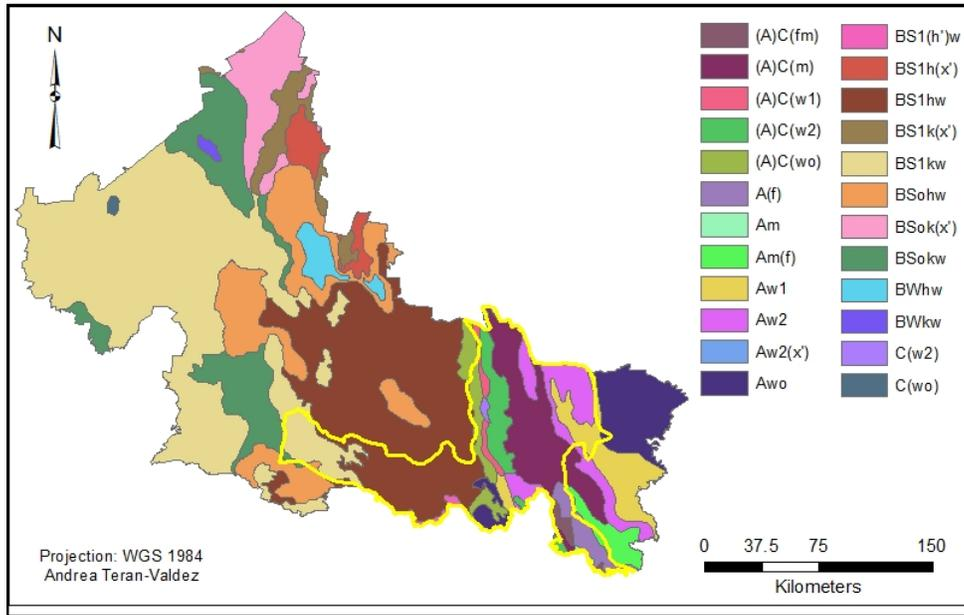 N
(A)C(fm)
(A)C(m)
(A)C(w1)
(A)C(w2)
(A)C(wo)
A(f)
Am
Am(f)
Aw1
Aw2
Aw2(x')
Awo
BS1(h')w
BS1h(x')
BS1hw
BS1k(x')
BS1kw
BSohw
BSok(x')
BSokw
BWhw
BWkw
C(w2)
C(wo)
Projection: WGS 1984
Andrea Teran-Valdez
0 37.5 75 150
Kilometers